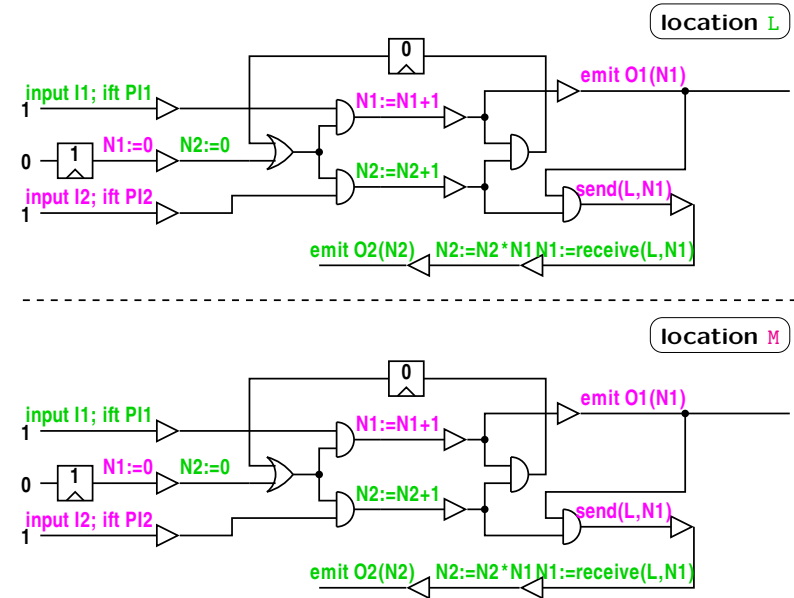 location L
0
emit O1(N1)
input I1; ift PI1
N1:=N1+1
1
N1:=0 N2:=0
1
0
N2:=N2+1
input I2; ift PI2
send(L,N1)
1
emit O2(N2) N2:=N2*N1 N1:=receive(L,N1)
location M
0
emit O1(N1)
input I1; ift PI1
N1:=N1+1
1
N1:=0 N2:=0
1
0
N2:=N2+1
input I2; ift PI2
send(L,N1)
1
emit O2(N2) N2:=N2*N1 N1:=receive(L,N1)